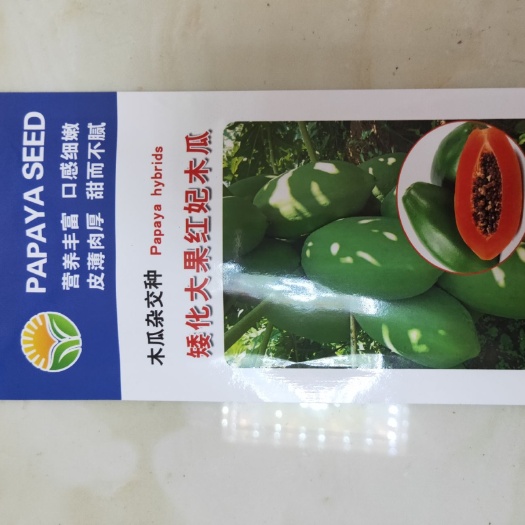 PAPAYA SEED
营养丰富 口感细嫩
皮薄肉厚 甜而不腻
木瓜杂交种 Papaya hybrids
矮化大果红妃木瓜